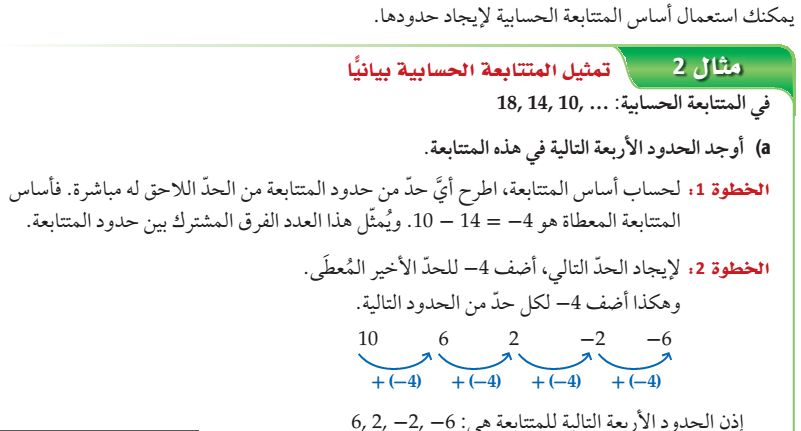 يمكنك استعمال أساس المتتابعة الحسابية لإيجاد حدودها.
مثال 2 تمثيل المتتابعة الحسابية بيانيًّا
في المتتابعة الحسابية: 18, 14, 10, …
a) أوجد الحدود الأربعة التالية في هذه المتتابعة.
الخطوة 1: لحساب أساس المتتابعة، اطرح أيَّ حدّ من حدود المتتابعة من الحدّ اللاحق له مباشرة. فأساس
المتتابعة المعطاة هو 10 − 14 = −4. ويُمثّل هذا العدد الفرق المشترك بين حدود المتتابعة.
الخطوة 2: لإيجاد الحدّ التالي، أضف −4 للحدّ الأخير المُعطَى.
وهكذا أضف −4 لكل حدّ من الحدود التالية.
10 6 2 −2 −6
+ (−4) + (−4) + (−4) + (−4)
إذن الحدود الأربعة التالية للمتتابعة هي: 6, 2, −2, −6